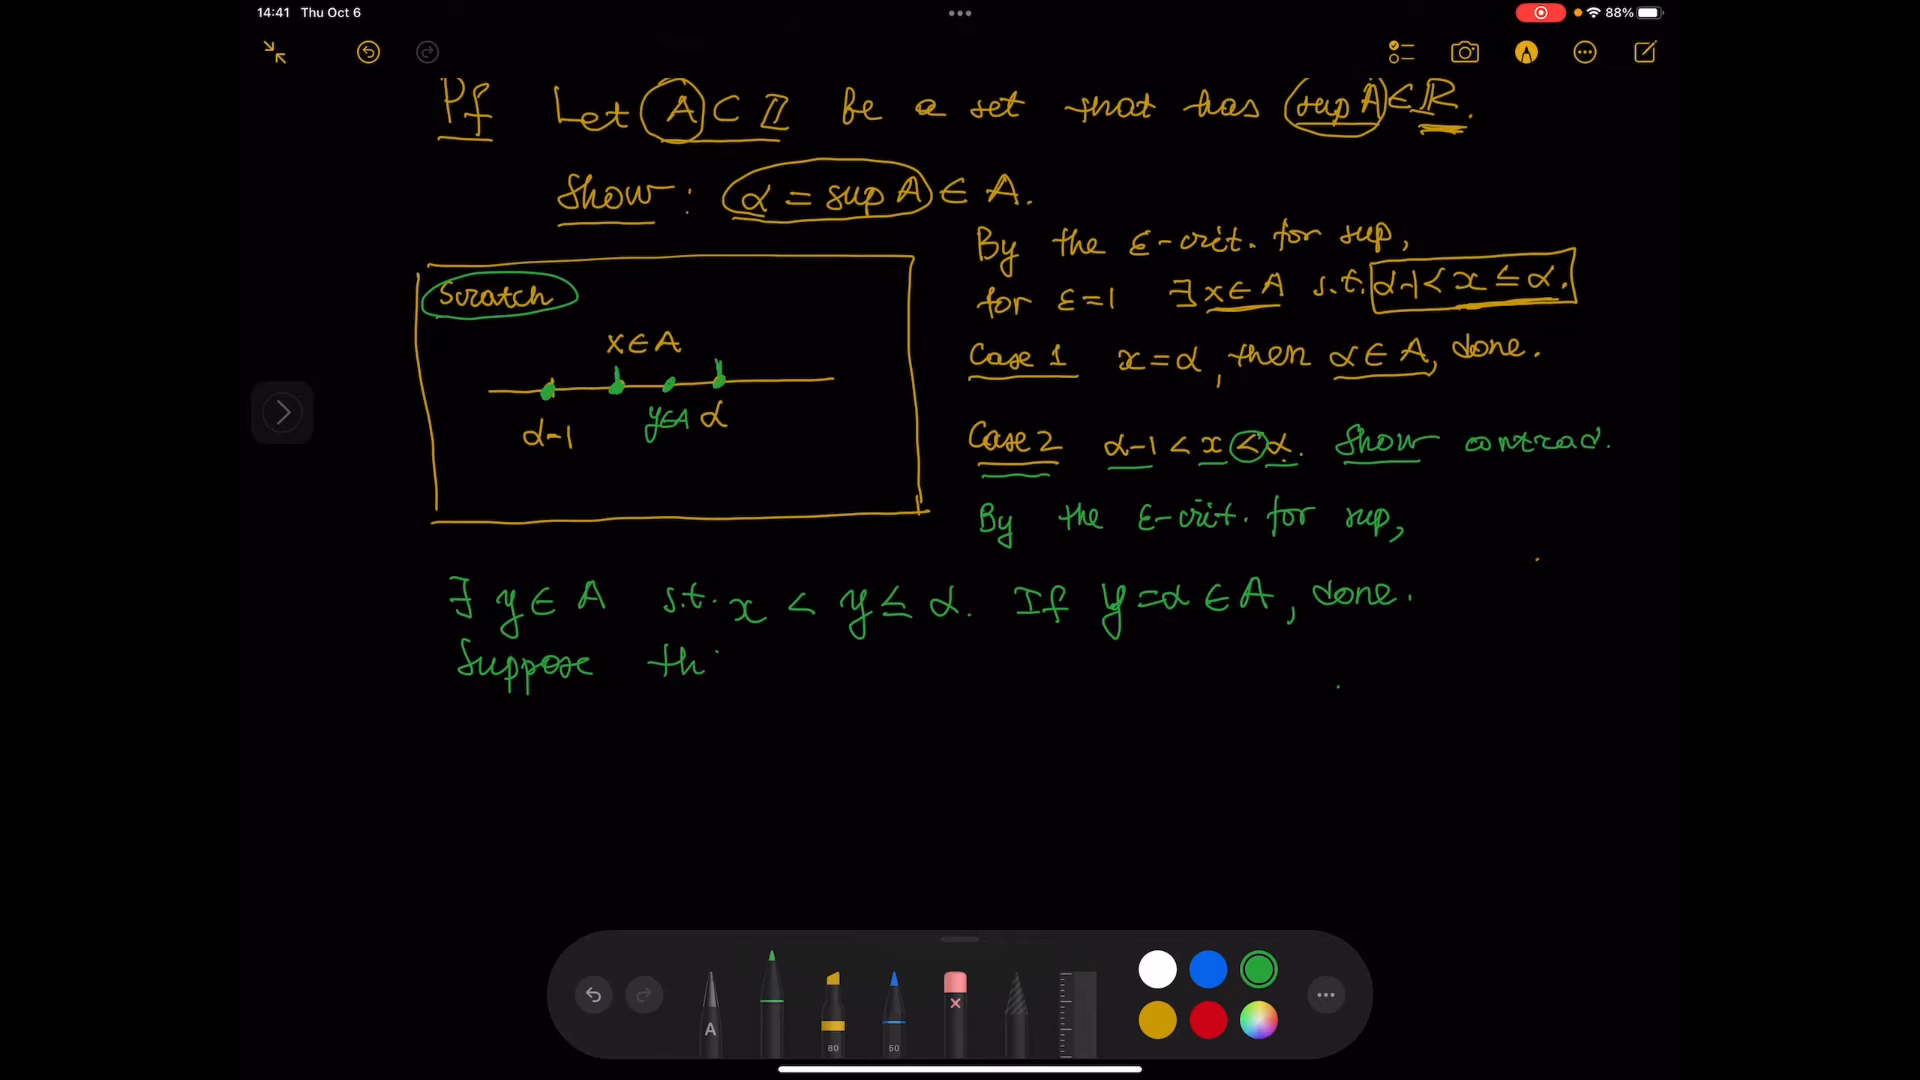 14:41 Thu Oct 6
88%
Pf Let A ⊂ ℤ be a set that has sup A ∈ ℝ.
Show: α = sup A ∈ A.
Scratch
x ∈ A
α-1 y∈A α
By the ε-crit. for sup,
for ε=1 ∃ x ∈ A s.t. α-1 < x ≤ α.
Case 1 x = α, then α ∈ A, done.
Case 2 α-1 < x < α. Show contrad.
By the ε-crit. for sup,
∃ y ∈ A s.t. x < y ≤ α. If y = α ∈ A, done.
Suppose th
A
80
50